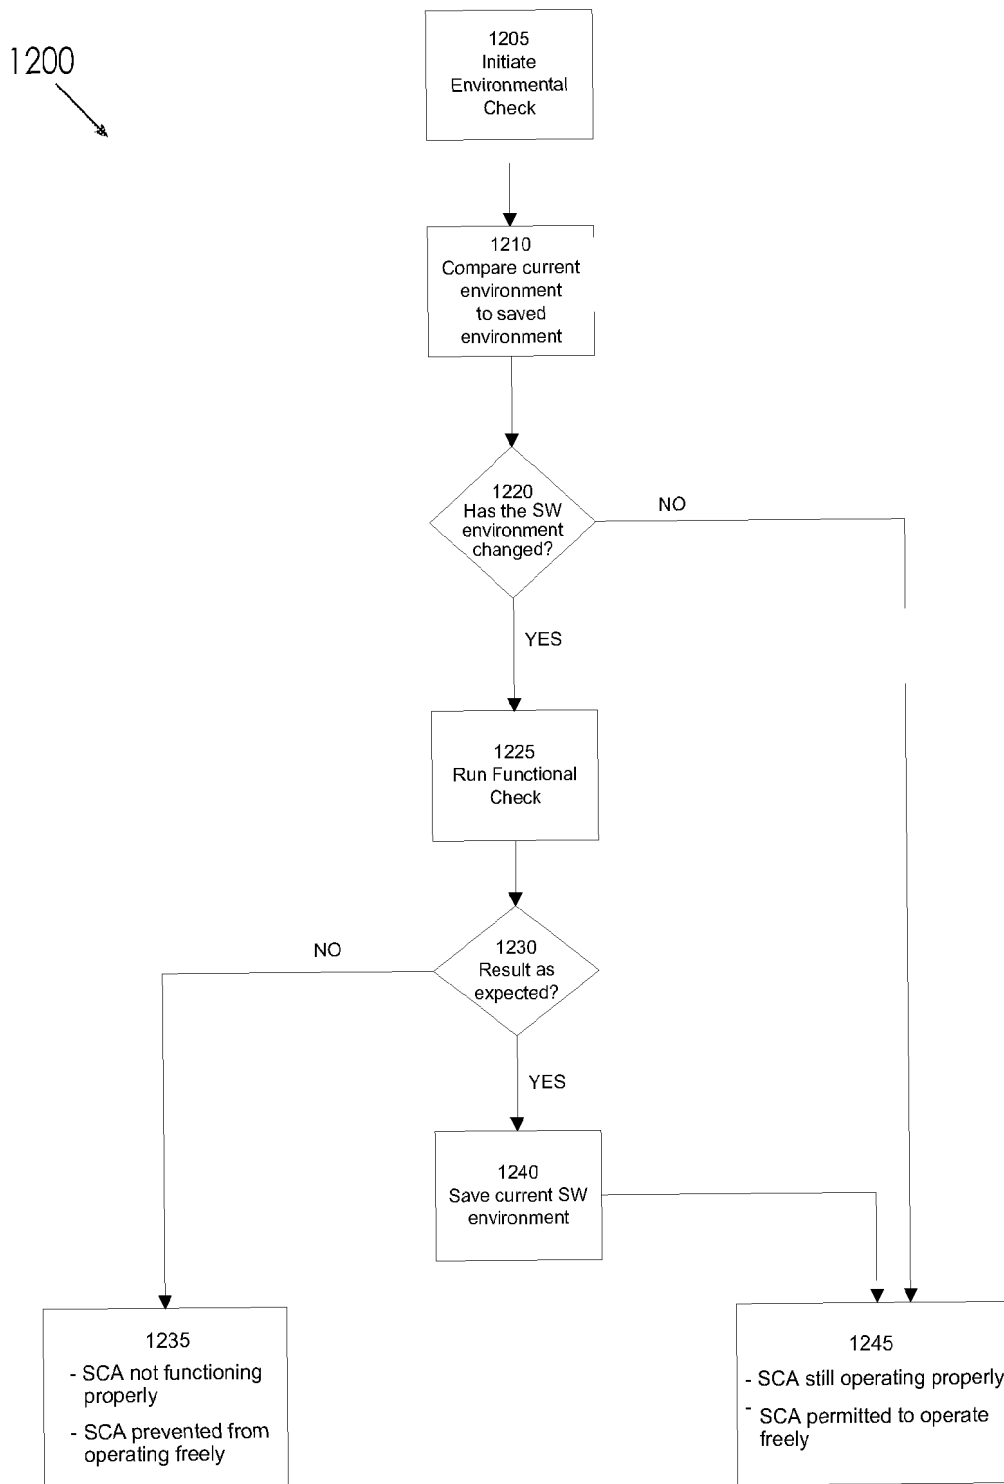 1200
1205
Initiate
Environmental
Check
1210
Compare current
environment
to saved
environment
1220
Has the SW
environment
changed?
NO
YES
1225
Run Functional
Check
1230
Result as
expected?
NO
YES
1240
Save current SW
environment
1235
- SCA not functioning
properly
- SCA prevented from
operating freely
1245
- SCA still operating properly
- SCA permitted to operate
freely